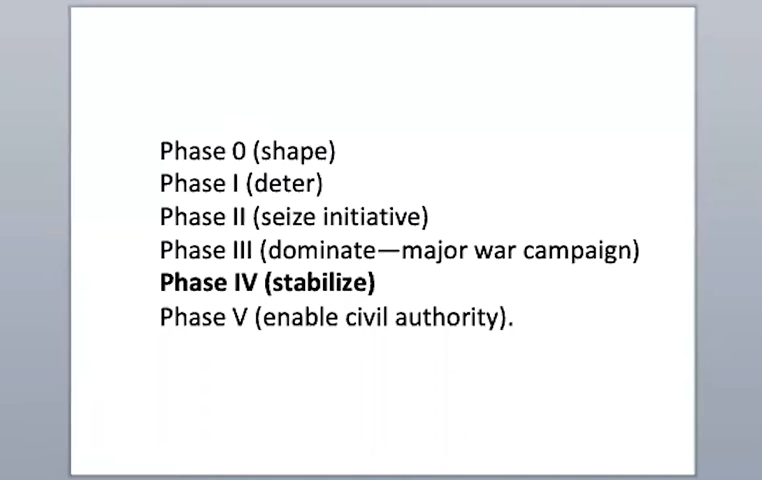 Phase 0 (shape)
Phase I (deter)
Phase II (seize initiative)
Phase III (dominate—major war campaign)
Phase IV (stabilize)
Phase V (enable civil authority).